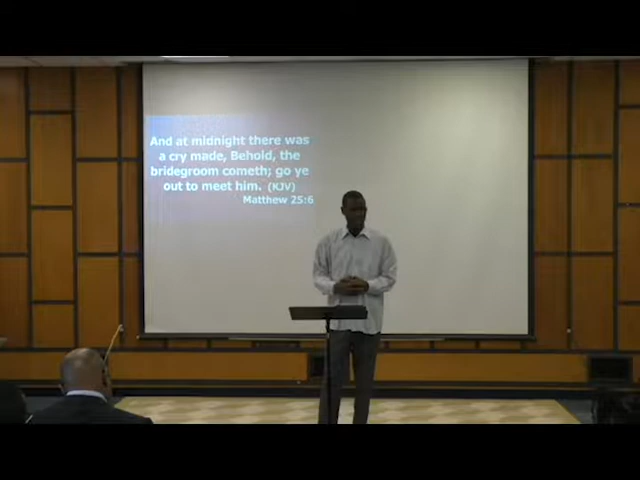 And at midnight there was
a cry made, Behold, the
bridegroom cometh; go ye
out to meet him. (KJV)
Matthew 25:6